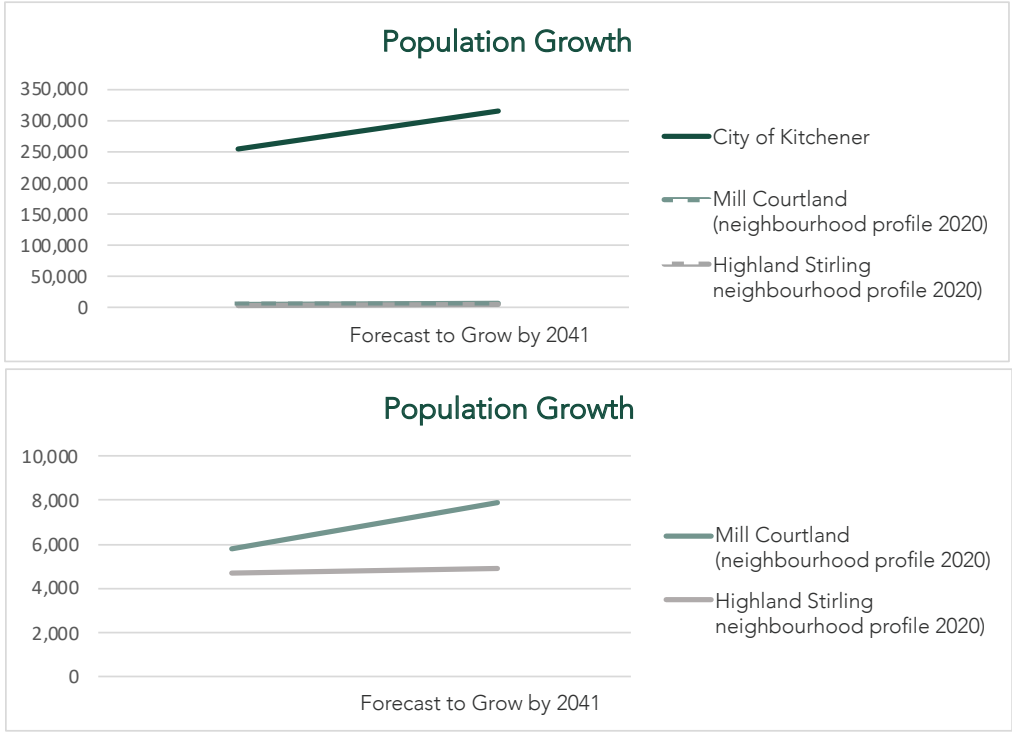 Population Growth
350,000
300,000
250,000
200,000
150,000
100,000
50,000
0
Forecast to Grow by 2041
City of Kitchener
Mill Courtland
(neighbourhood profile 2020)
Highland Stirling
neighbourhood profile 2020)
Population Growth
10,000
8,000
6,000
4,000
2,000
0
Forecast to Grow by 2041
Mill Courtland
(neighbourhood profile 2020)
Highland Stirling
neighbourhood profile 2020)